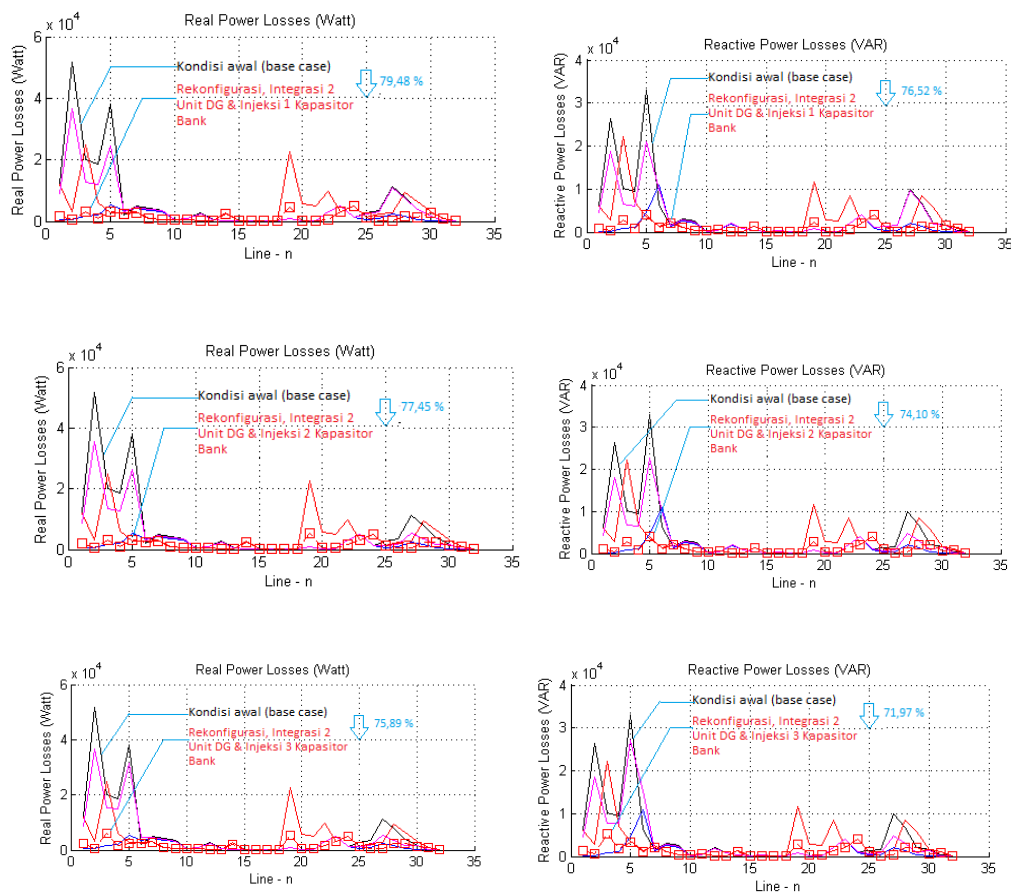 Real Power Losses (Watt)
x 10⁴
6
4
2
0
0 5 10 15 20 25 30 35
Real Power Losses (Watt)
Line - n
Kondisi awal (base case)
Rekonfigurasi, Integrasi 2
Unit DG & Injeksi 1 Kapasitor
Bank
79,48 %
Reactive Power Losses (VAR)
x 10⁴
4
3
2
1
0
0 5 10 15 20 25 30 35
Reactive Power Losses (VAR)
Line - n
Kondisi awal (base case)
Rekonfigurasi, Integrasi 2
Unit DG & Injeksi 1 Kapasitor
Bank
76,52 %
Real Power Losses (Watt)
x 10⁴
6
4
2
0
0 5 10 15 20 25 30 35
Real Power Losses (Watt)
Line - n
Kondisi awal (base case)
Rekonfigurasi, Integrasi 2
Unit DG & Injeksi 2 Kapasitor
Bank
77,45 %
Reactive Power Losses (VAR)
x 10⁴
4
3
2
1
0
0 5 10 15 20 25 30 35
Reactive Power Losses (VAR)
Line - n
Kondisi awal (base case)
Rekonfigurasi, Integrasi 2
Unit DG & Injeksi 2 Kapasitor
Bank
74,10 %
Real Power Losses (Watt)
x 10⁴
6
4
2
0
0 5 10 15 20 25 30 35
Real Power Losses (Watt)
Line - n
Kondisi awal (base case)
Rekonfigurasi, Integrasi 2
Unit DG & Injeksi 3 Kapasitor
Bank
75,89 %
Reactive Power Losses (VAR)
x 10⁴
4
3
2
1
0
0 5 10 15 20 25 30 35
Reactive Power Losses (VAR)
Line - n
Kondisi awal (base case)
Rekonfigurasi, Integrasi 2
Unit DG & Injeksi 3 Kapasitor
Bank
71,97 %